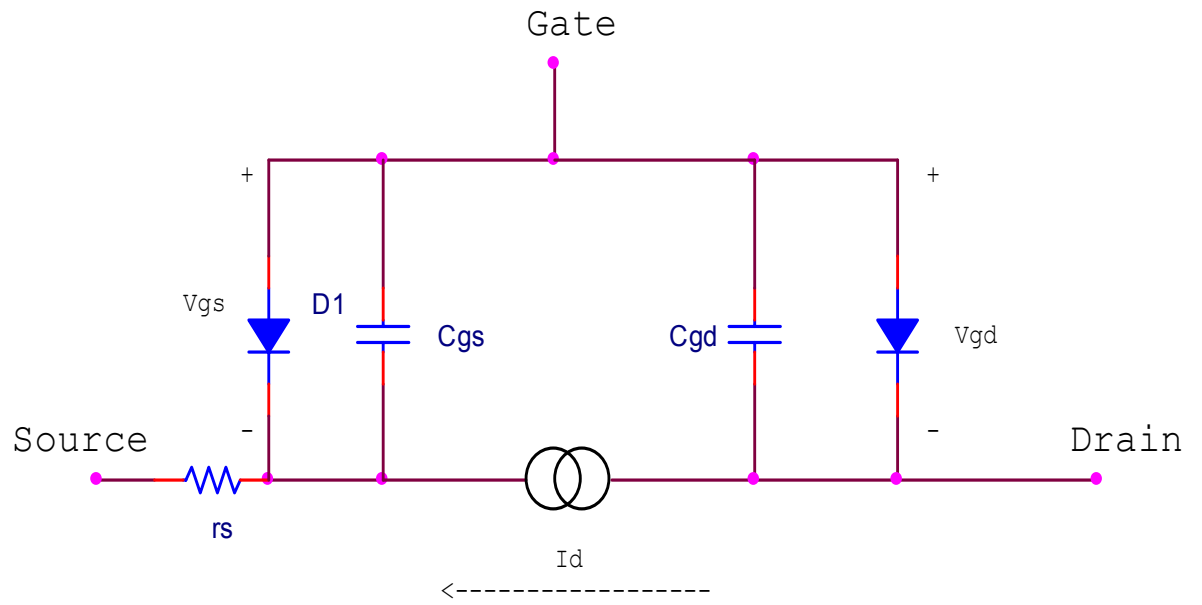 Gate
+
+
Vgs
D1
Cgs
Cgd
Vgd
-
-
Source
Drain
rs
Id
<------------------